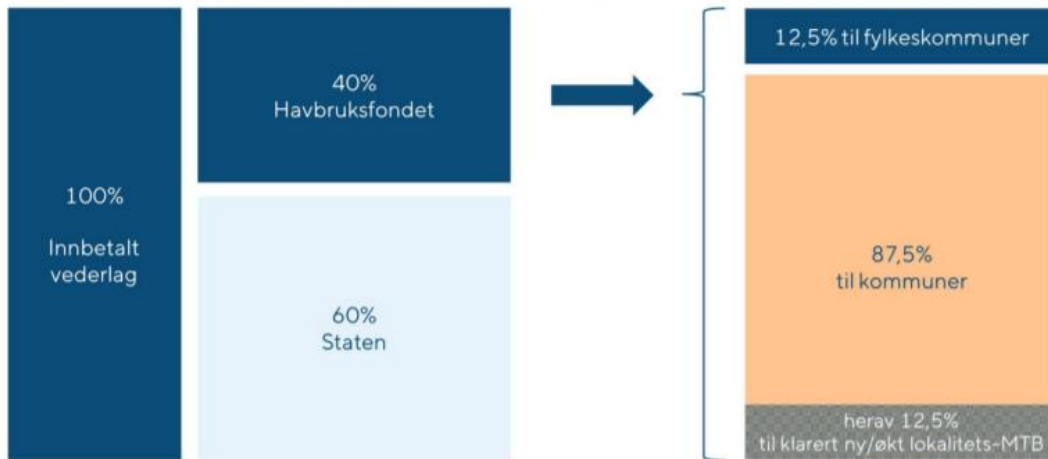 100%
Innbetalt
vederlag
40%
Havbruksfondet
60%
Staten
12,5% til fylkeskommuner
87,5%
til kommuner
herav 12,5%
til klarert ny/økt lokalitets-MTB